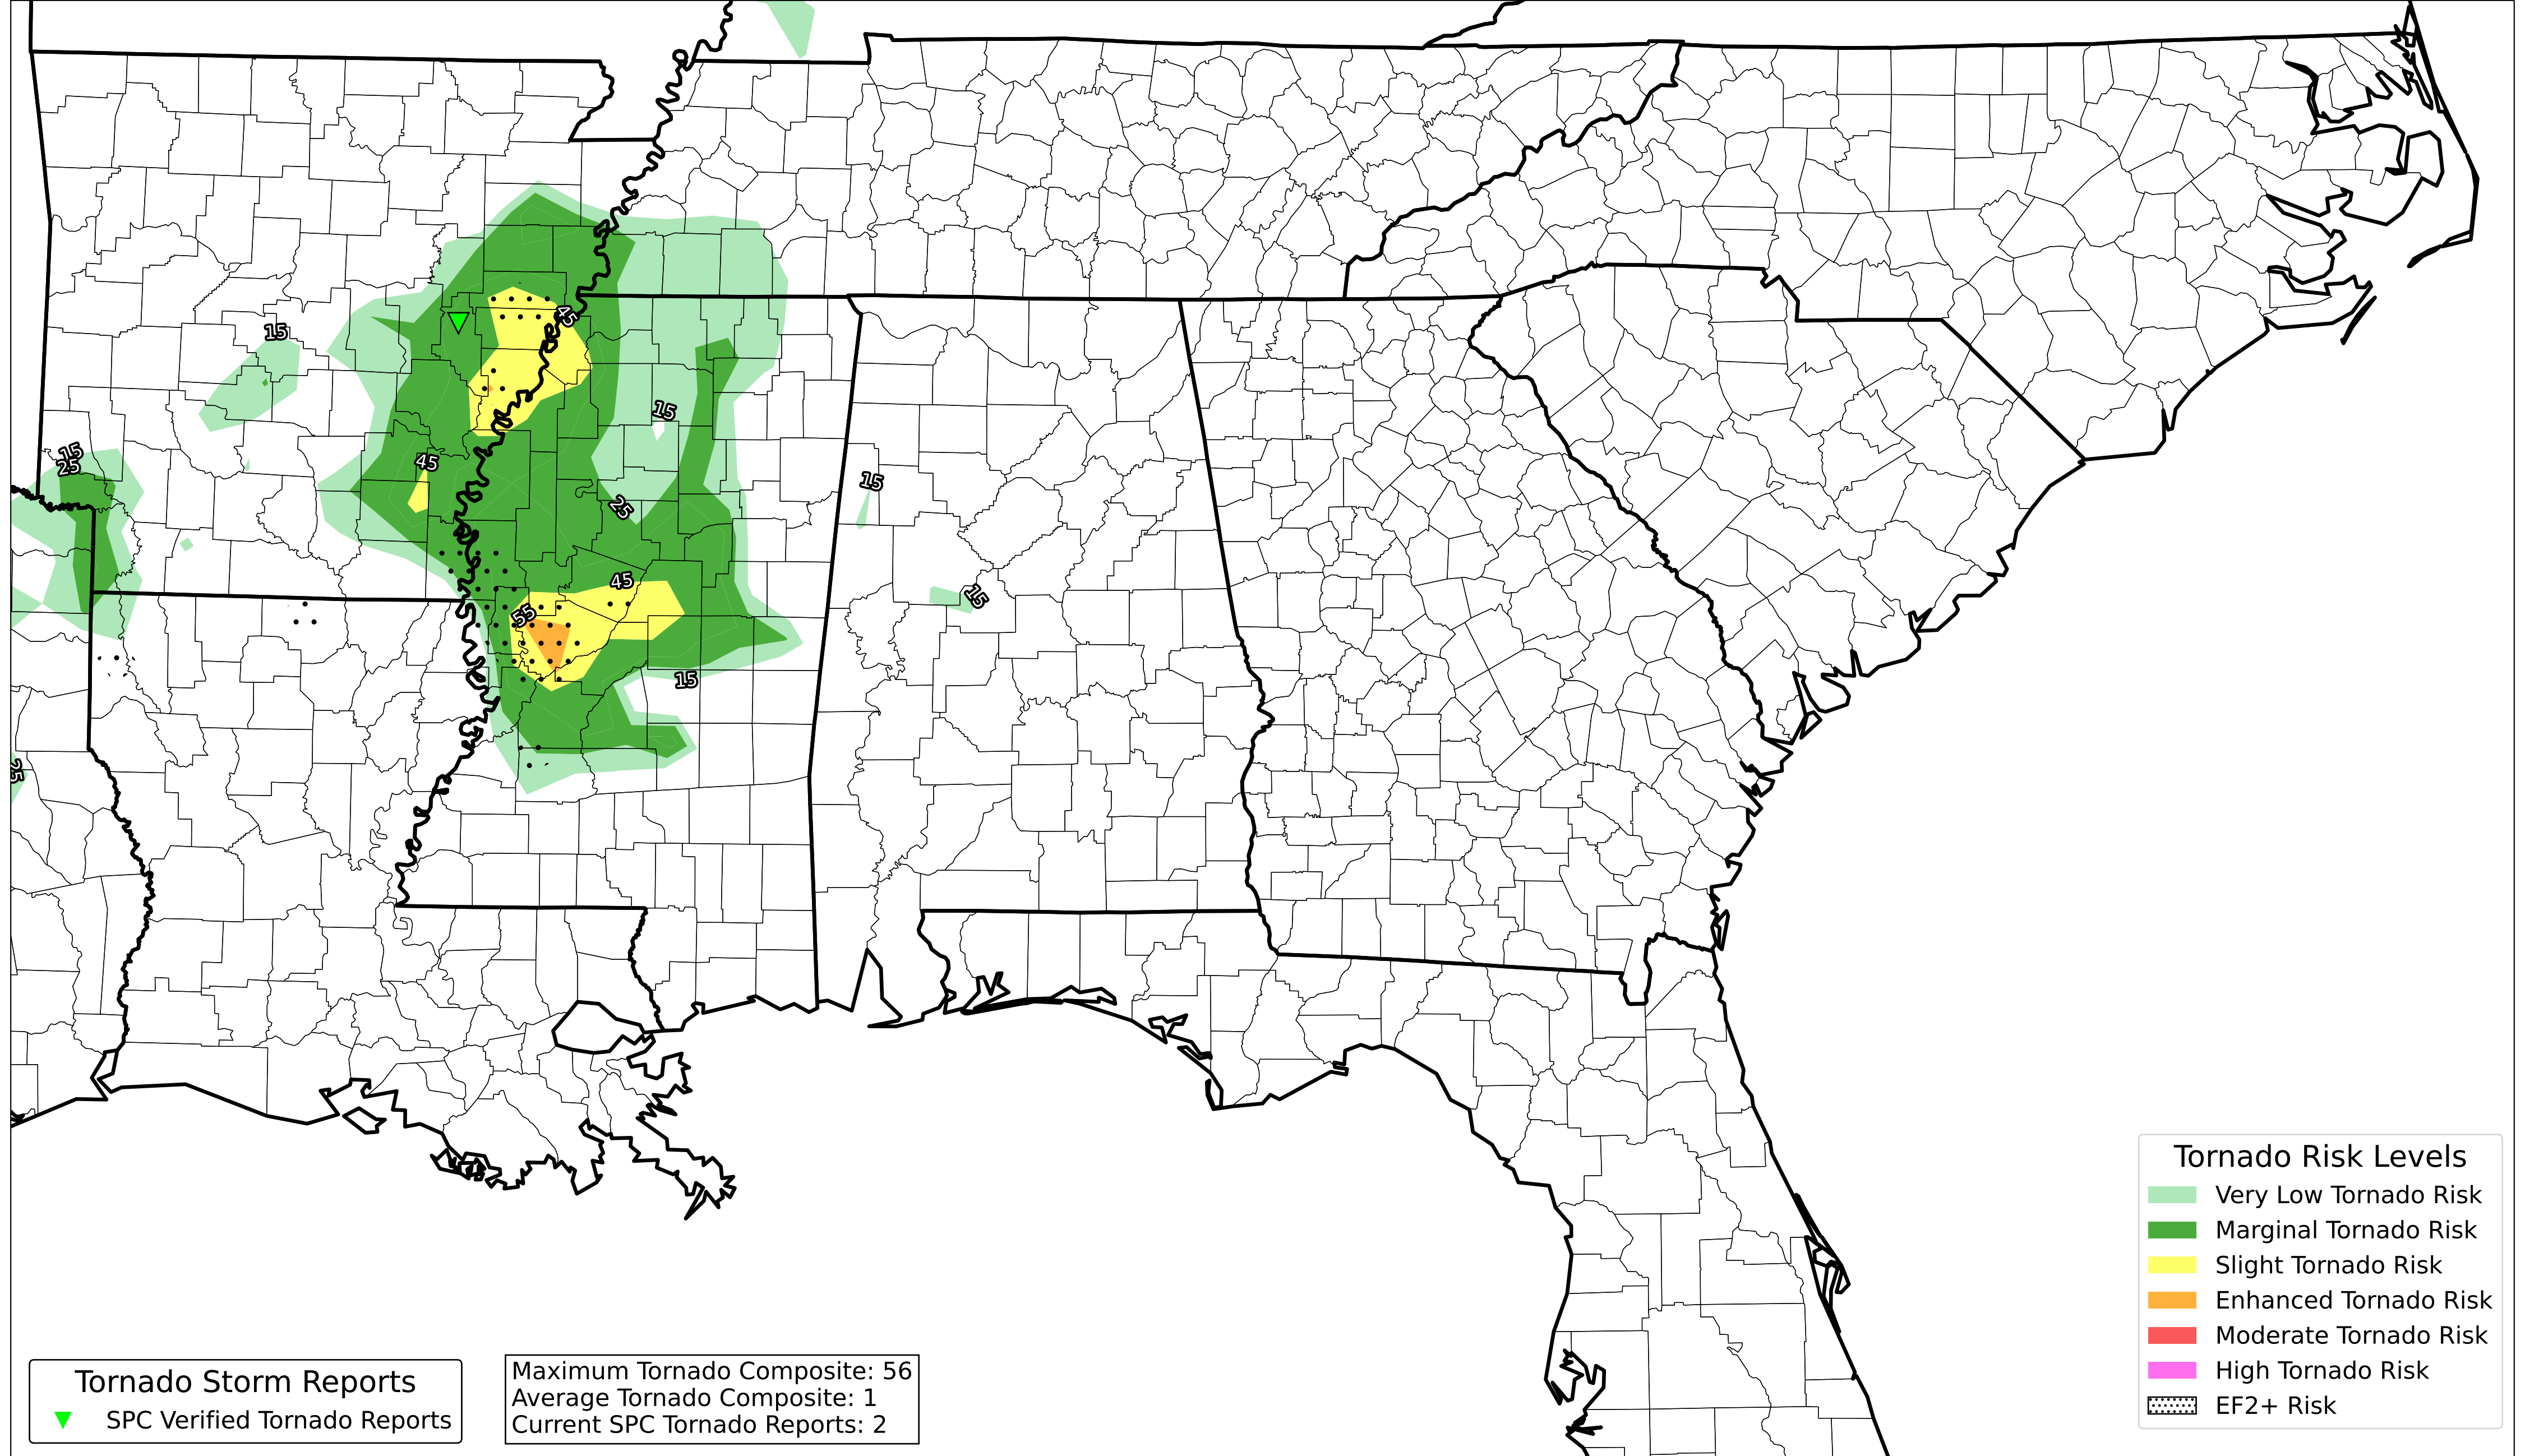 15
45
15
15
25
45
15
25
15
45
15
55
15
25
Tornado Risk Levels
Very Low Tornado Risk
Marginal Tornado Risk
Slight Tornado Risk
Enhanced Tornado Risk
Moderate Tornado Risk
High Tornado Risk
EF2+ Risk
Tornado Storm Reports
SPC Verified Tornado Reports
Maximum Tornado Composite: 56
Average Tornado Composite: 1
Current SPC Tornado Reports: 2